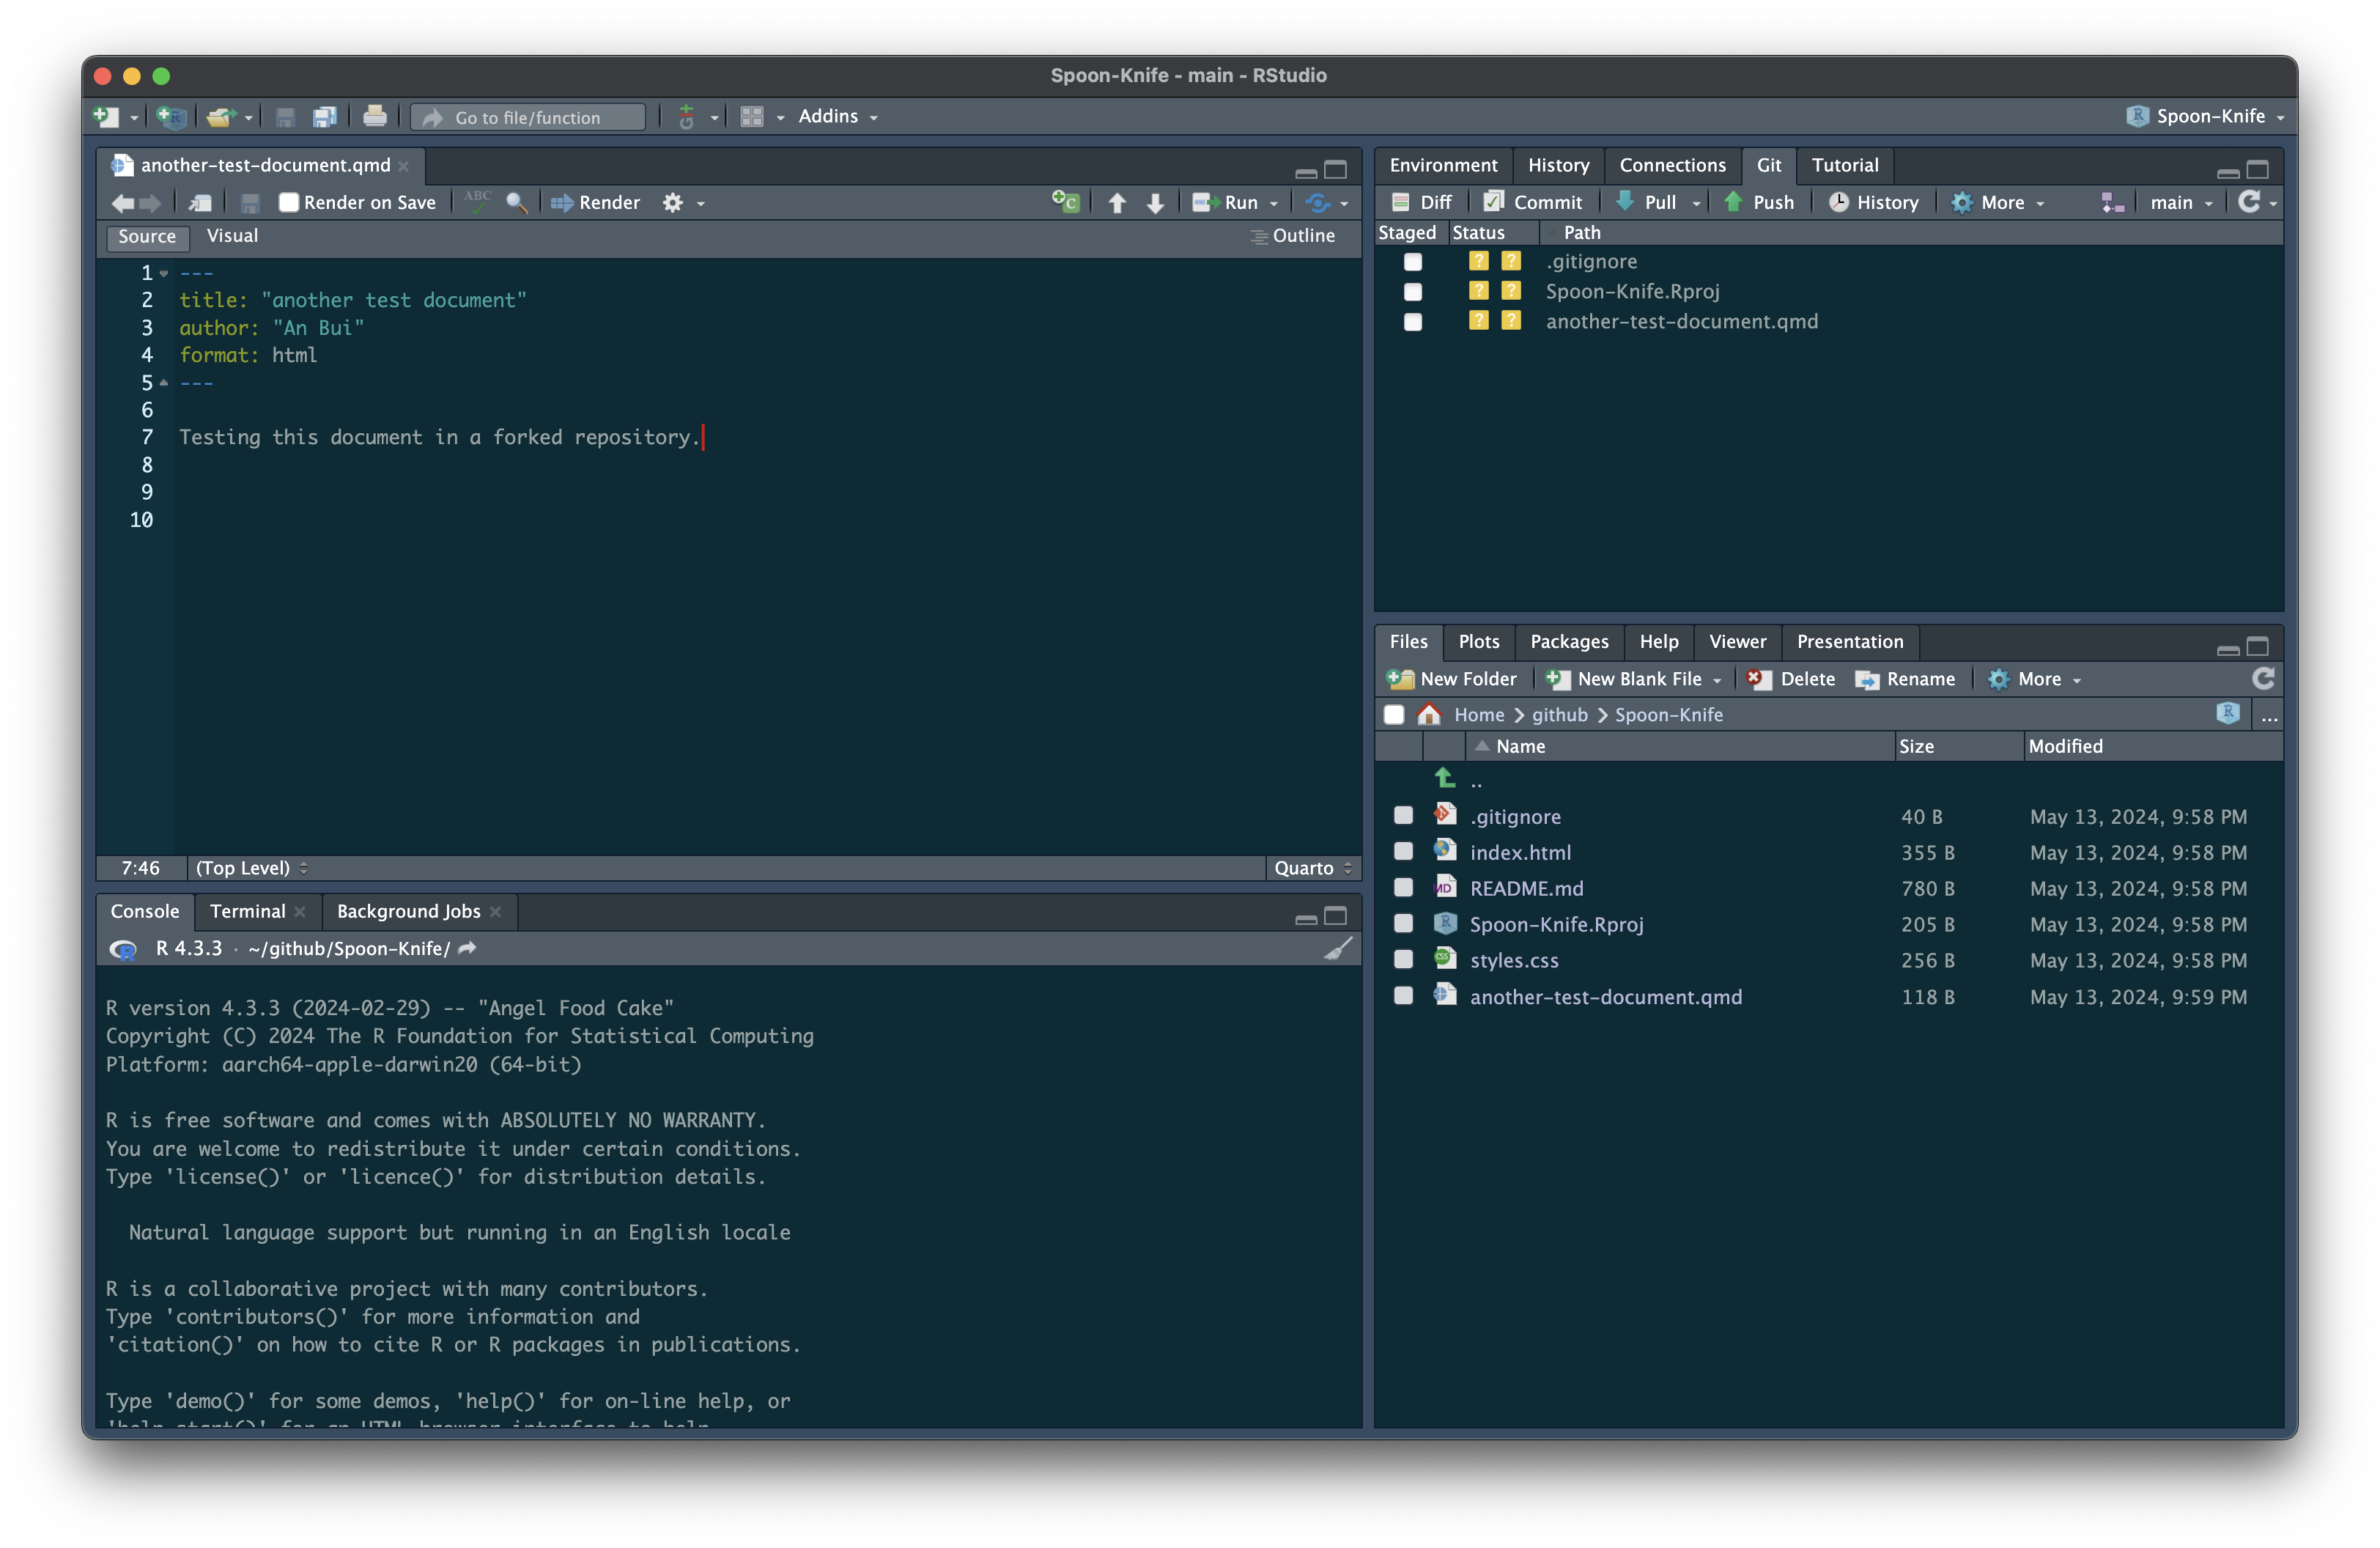 Spoon-Knife - main - RStudio
Go to file/function
Addins
Spoon-Knife
another-test-document.qmd
Render on Save
ABC
Render
Run
Source
Visual
Outline
1 ---
2 title: "another test document"
3 author: "An Bui"
4 format: html
5 ---
6
7 Testing this document in a forked repository.
8
9
10
7:46
(Top Level)
Quarto
Console
Terminal
Background Jobs
R 4.3.3 · ~/github/Spoon-Knife/
R version 4.3.3 (2024-02-29) -- "Angel Food Cake"
Copyright (C) 2024 The R Foundation for Statistical Computing
Platform: aarch64-apple-darwin20 (64-bit)
R is free software and comes with ABSOLUTELY NO WARRANTY.
You are welcome to redistribute it under certain conditions.
Type 'license()' or 'licence()' for distribution details.
Natural language support but running in an English locale
R is a collaborative project with many contributors.
Type 'contributors()' for more information and
'citation()' on how to cite R or R packages in publications.
Type 'demo()' for some demos, 'help()' for on-line help, or
'help.start()' for an HTML browser interface to help.
Environment
History
Connections
Git
Tutorial
Diff
Commit
Pull
Push
History
More
main
Staged
Status
Path
? ? .gitignore
? ? Spoon-Knife.Rproj
? ? another-test-document.qmd
Files
Plots
Packages
Help
Viewer
Presentation
New Folder
New Blank File
Delete
Rename
More
Home
github
Spoon-Knife
...
Name
Size
Modified
..
.gitignore 40 B May 13, 2024, 9:58 PM
index.html 355 B May 13, 2024, 9:58 PM
README.md 780 B May 13, 2024, 9:58 PM
Spoon-Knife.Rproj 205 B May 13, 2024, 9:58 PM
styles.css 256 B May 13, 2024, 9:58 PM
another-test-document.qmd 118 B May 13, 2024, 9:59 PM